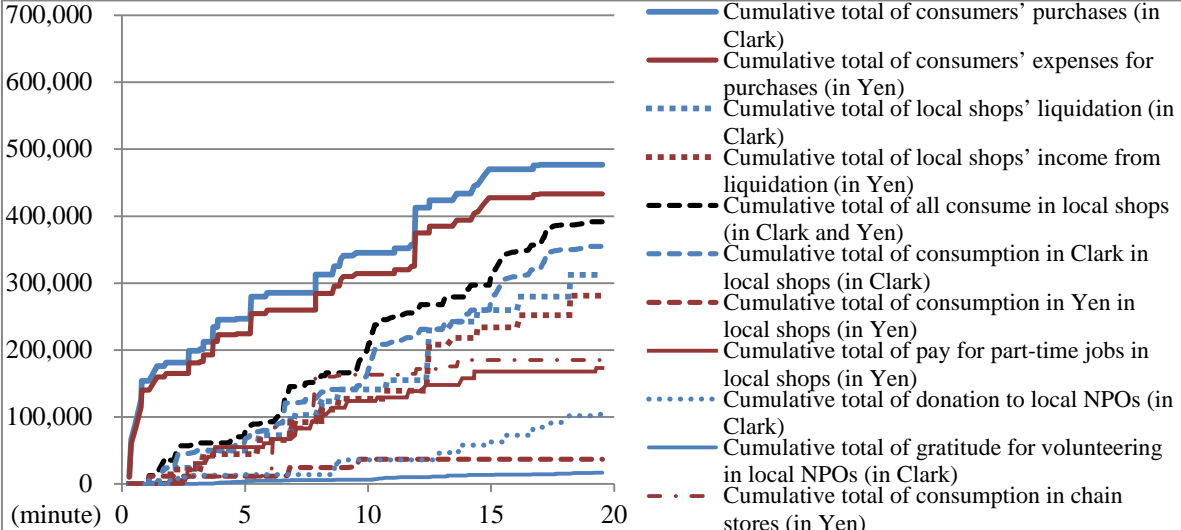 700,000
600,000
500,000
400,000
300,000
200,000
100,000
0
(minute) 0 5 10 15 20
Cumulative total of consumers’ purchases (in
Clark)
Cumulative total of consumers’ expenses for
purchases (in Yen)
Cumulative total of local shops’ liquidation (in
Clark)
Cumulative total of local shops’ income from
liquidation (in Yen)
Cumulative total of all consume in local shops
(in Clark and Yen)
Cumulative total of consumption in Clark in
local shops (in Clark)
Cumulative total of consumption in Yen in
local shops (in Yen)
Cumulative total of pay for part-time jobs in
local shops (in Yen)
Cumulative total of donation to local NPOs (in
Clark)
Cumulative total of gratitude for volunteering
in local NPOs (in Clark)
Cumulative total of consumption in chain
stores (in Yen)